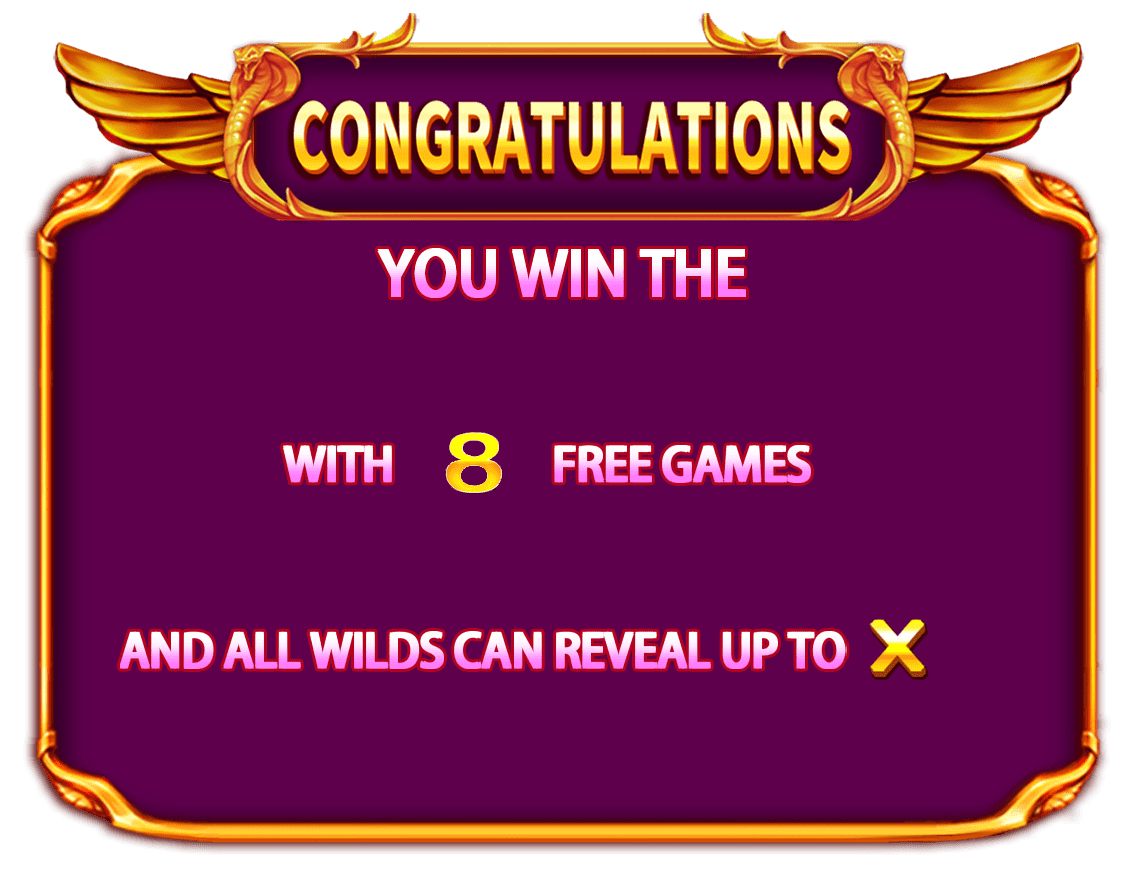 CONGRATULATIONS
YOU WIN THE
WITH 8 FREE GAMES
AND ALL WILDS CAN REVEAL UP TO X